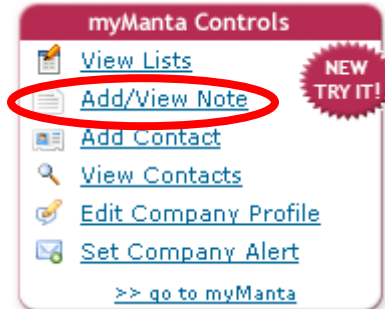 myManta Controls
View Lists
NEW
TRY IT!
Add/View Note
Add Contact
View Contacts
Edit Company Profile
Set Company Alert
>> go to myManta